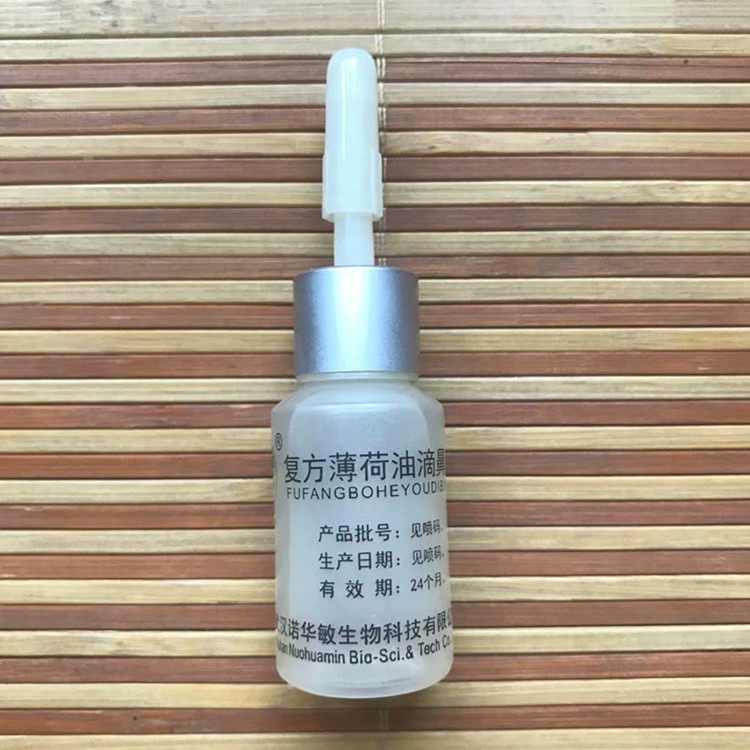 ®
复方薄荷油滴鼻
FUFANGBOHEYOUDIB
产品批号：见喷码、
生产日期：见喷码。
有 效 期：24个月。
汉诺华敏生物科技有限公
Nuohuamin Bio-Sci.& Tech Co.